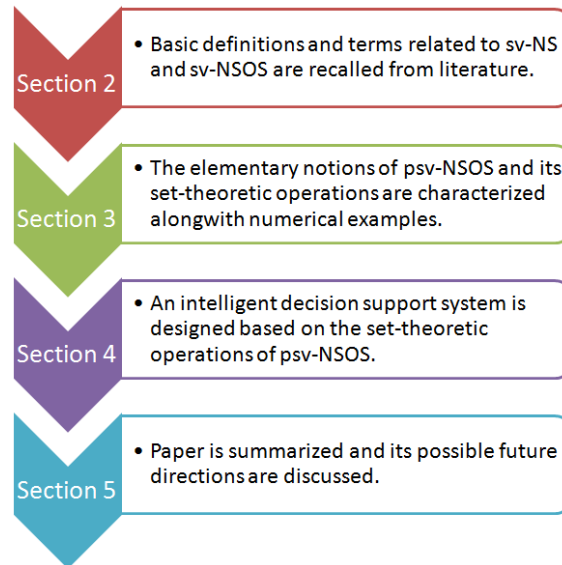 Section 2
• Basic definitions and terms related to sv-NS
and sv-NSOS are recalled from literature.
Section 3
• The elementary notions of psv-NSOS and its
set-theoretic operations are characterized
alongwith numerical examples.
Section 4
• An intelligent decision support system is
designed based on the set-theoretic
operations of psv-NSOS.
Section 5
• Paper is summarized and its possible future
directions are discussed.